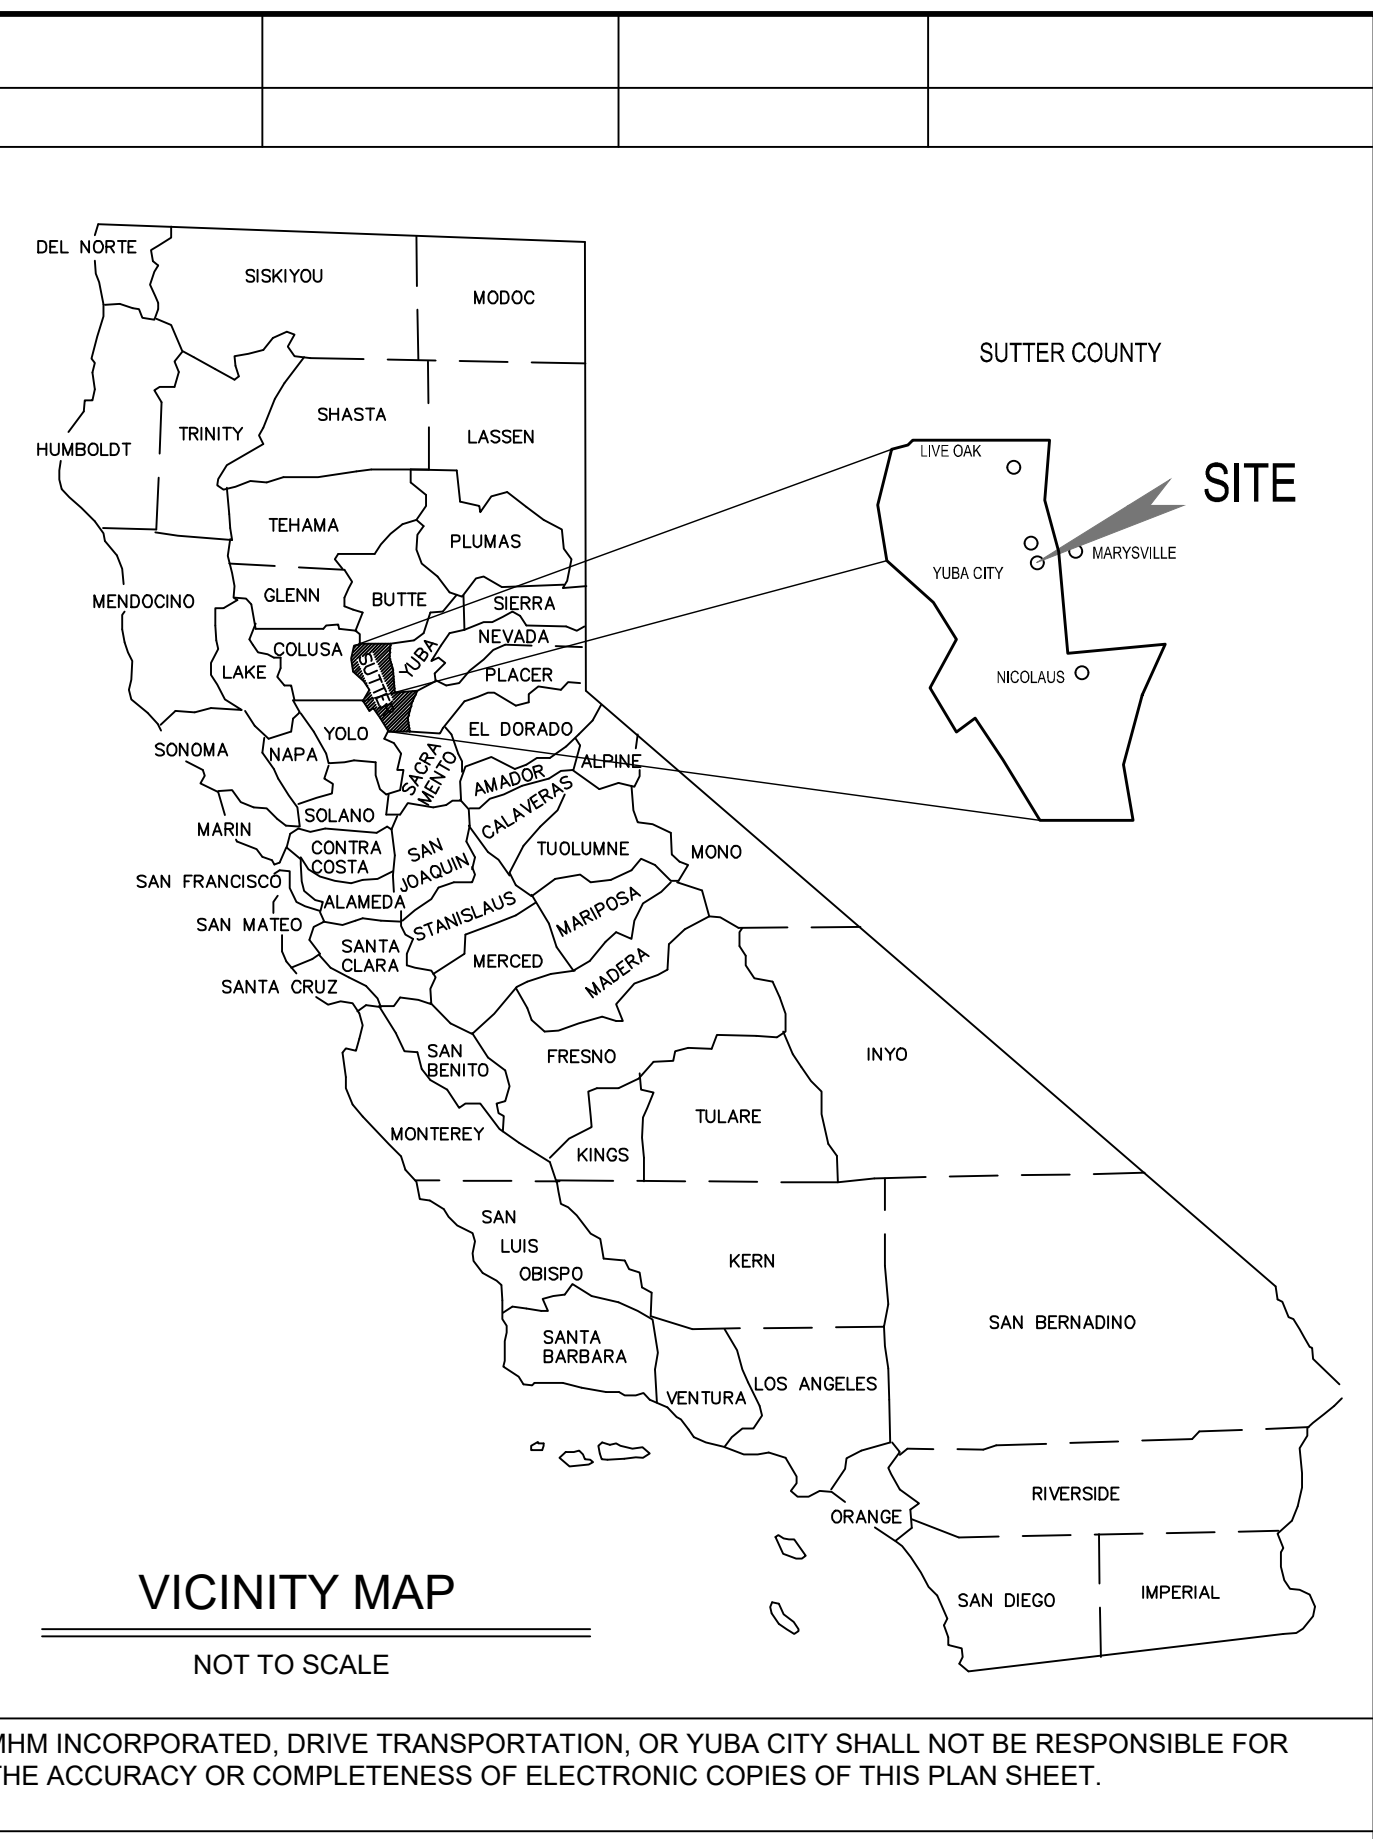 DEL NORTE
SISKIYOU
MODOC
SUTTER COUNTY
SHASTA
TRINITY
LASSEN
HUMBOLDT
LIVE OAK
SITE
TEHAMA
PLUMAS
MARYSVILLE
YUBA CITY
GLENN
BUTTE
SIERRA
MENDOCINO
NEVADA
COLUSA
YUBA
SUTTER
LAKE
PLACER
NICOLAUS
EL DORADO
YOLO
SONOMA
NAPA
SACRA
MENTO
ALPINE
AMADOR
CALAVERAS
SOLANO
MARIN
CONTRA
COSTA
SAN
JOAQUIN
TUOLUMNE
MONO
SAN FRANCISCO
ALAMEDA
STANISLAUS
MARIPOSA
SAN MATEO
SANTA
CLARA
MERCED
MADERA
SANTA CRUZ
SAN
BENITO
FRESNO
INYO
TULARE
MONTEREY
KINGS
SAN
LUIS
OBISPO
KERN
SAN BERNADINO
SANTA
BARBARA
VENTURA
LOS ANGELES
RIVERSIDE
ORANGE
SAN DIEGO
IMPERIAL
VICINITY MAP
NOT TO SCALE
MHM INCORPORATED, DRIVE TRANSPORTATION, OR YUBA CITY SHALL NOT BE RESPONSIBLE FOR
THE ACCURACY OR COMPLETENESS OF ELECTRONIC COPIES OF THIS PLAN SHEET.